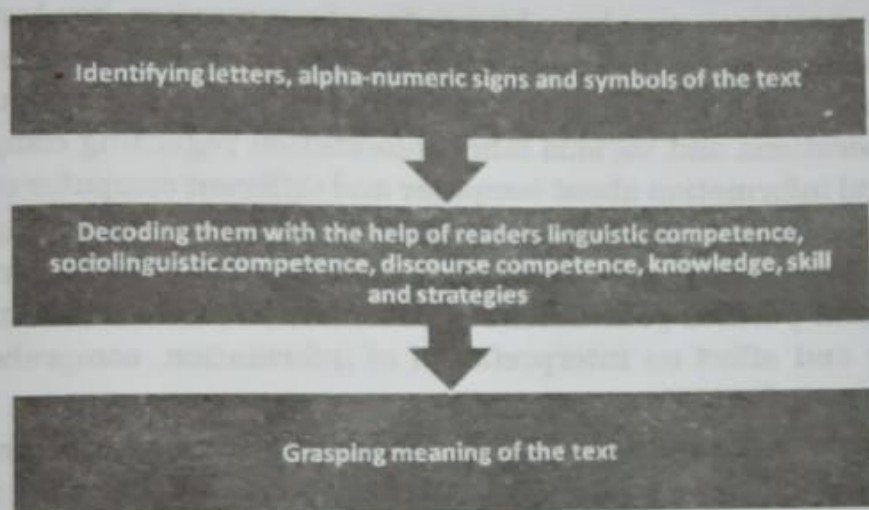 Identifying letters, alpha-numeric signs and symbols of the text
Decoding them with the help of readers linguistic competence,
sociolinguistic competence, discourse competence, knowledge, skill
and strategies
Grasping meaning of the text